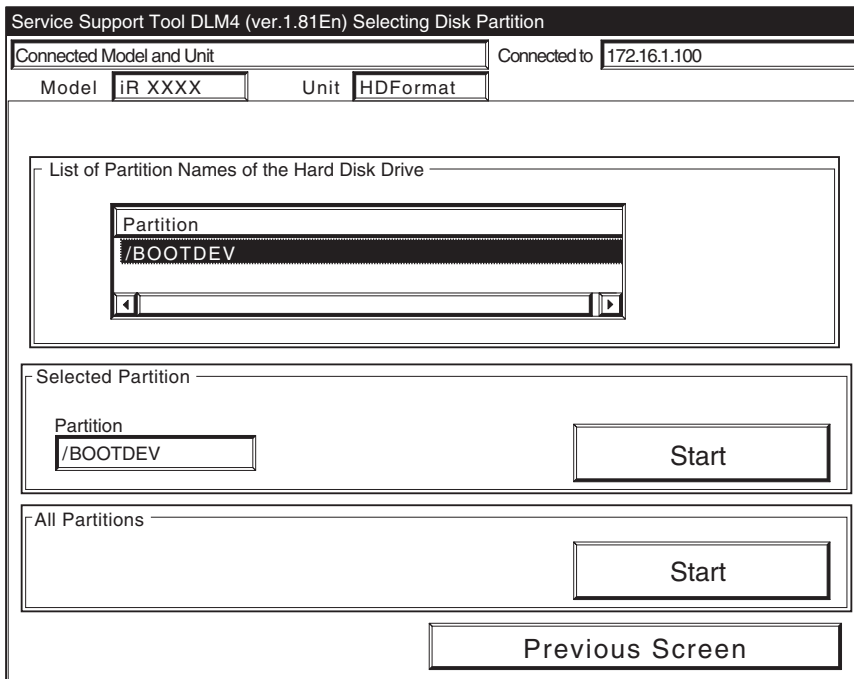 Service Support Tool DLM4 (ver.1.81En) Selecting Disk Partition
Connected Model and Unit Connected to 172.16.1.100
Model iR XXXX Unit HDFormat
List of Partition Names of the Hard Disk Drive
Partition
/BOOTDEV
Selected Partition
Partition
/BOOTDEV
Start
All Partitions
Start
Previous Screen